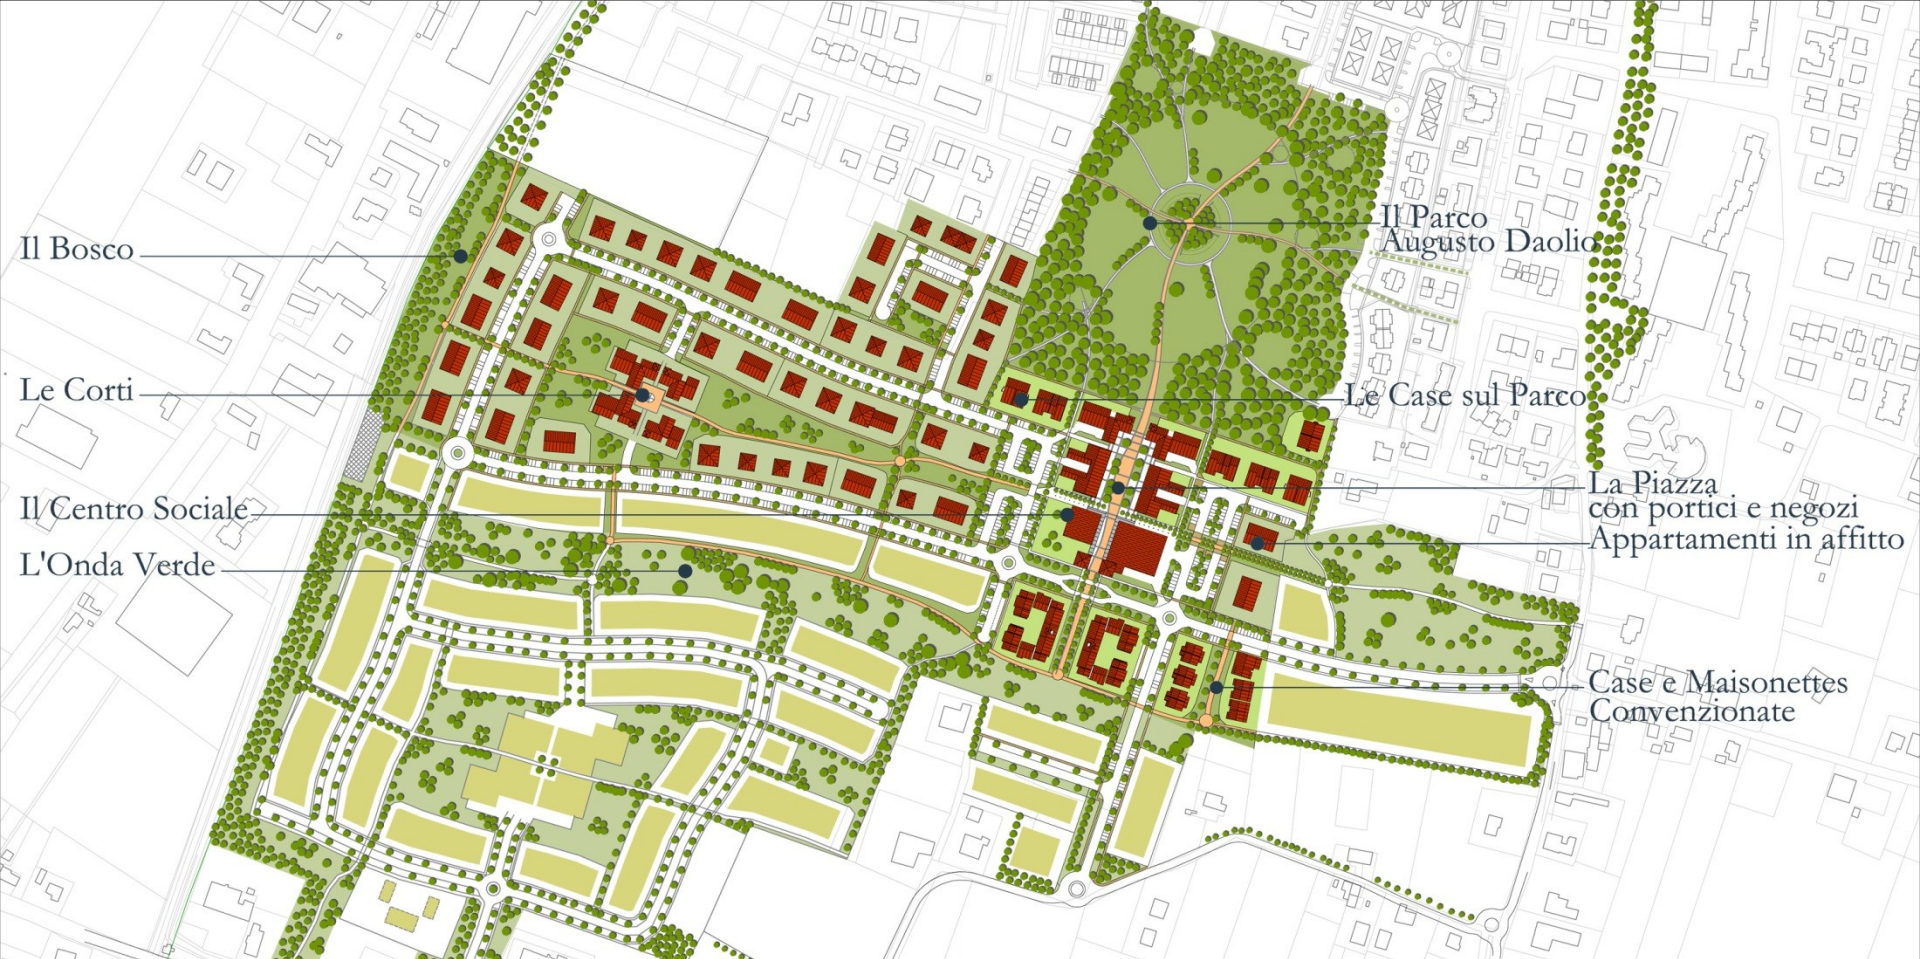 Il Bosco
Le Corti
Il Centro Sociale
L'Onda Verde
Il Parco
Augusto Daolio
Le Case sul Parco
La Piazza
con portici e negozi
Appartamenti in affitto
Case e Maisonettes
Convenzionate